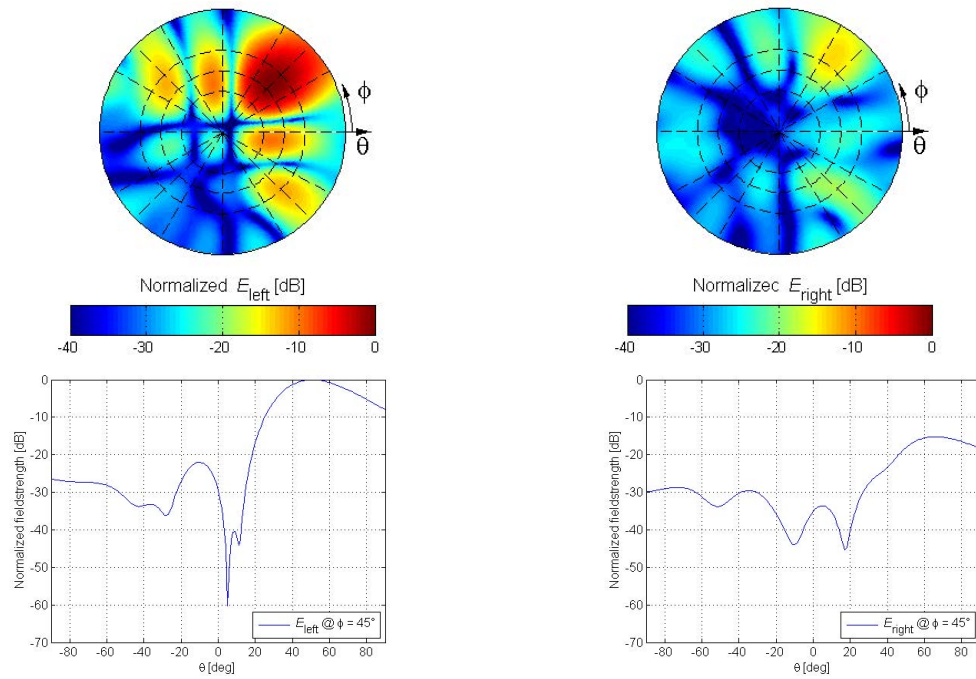 ϕ
θ
Normalized E_left [dB]
-40 -30 -20 -10 0
0
-10
-20
-30
-40
-50
-60
-70
Normalized fieldstrength [dB]
-80 -60 -40 -20 0 20 40 60 80
θ [deg]
E_left @ ϕ = 45°
ϕ
θ
Normalizec E_right [dB]
-40 -30 -20 -10 0
0
-10
-20
-30
-40
-50
-60
-70
Normalized fieldstrength [dB]
-80 -60 -40 -20 0 20 40 60 80
θ [deg]
E_right @ ϕ = 45°